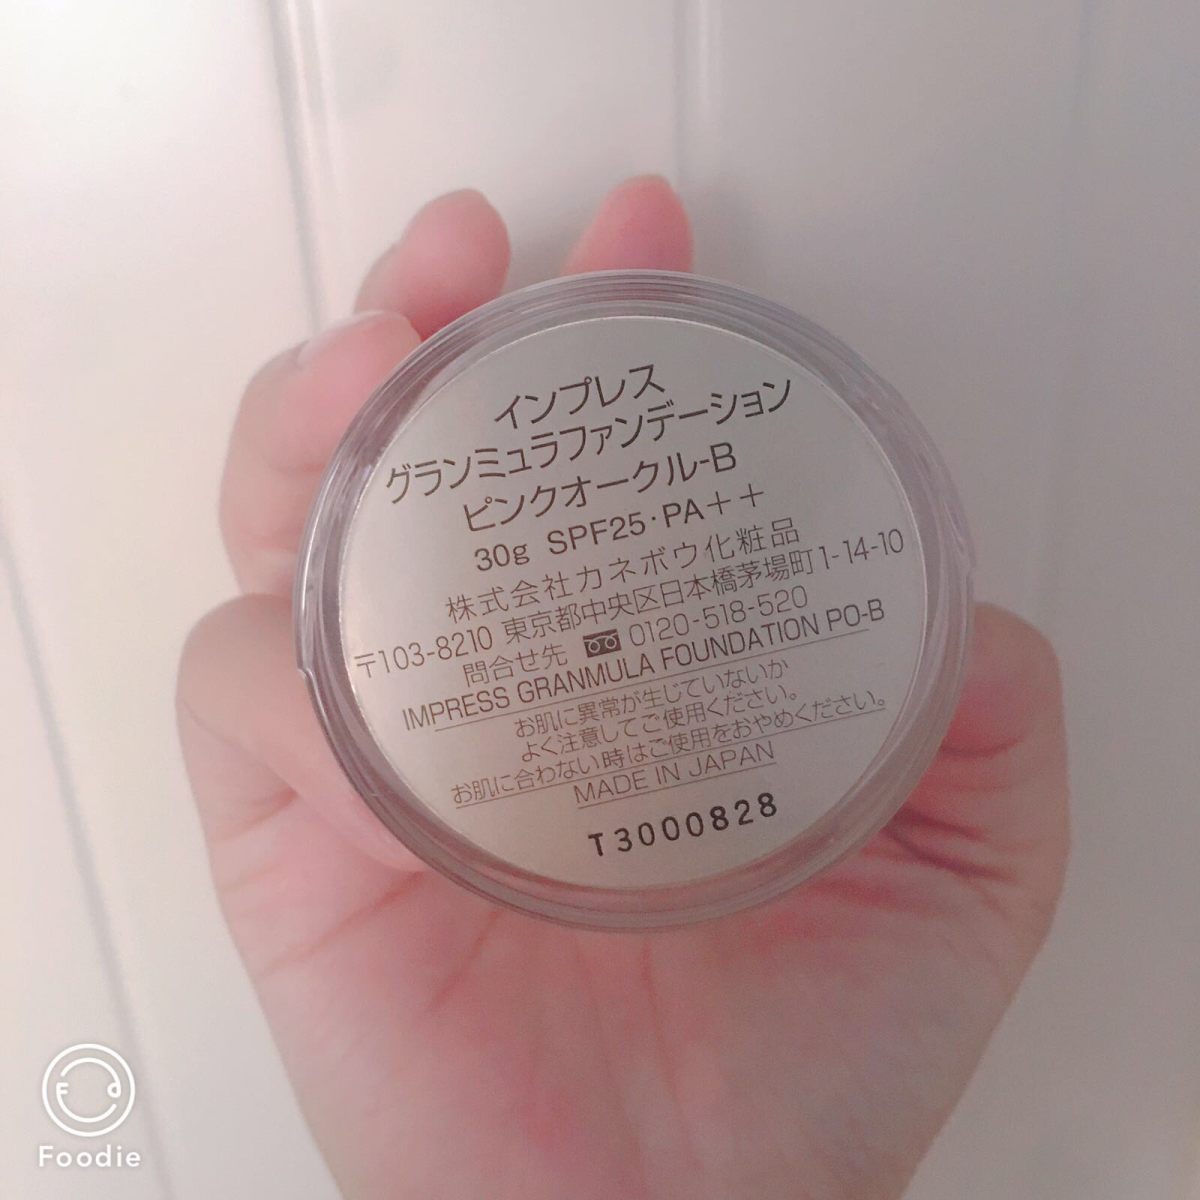 インプレス
グランミュラファンデーション
ピンクオークル-B
30g SPF25・PA++
株式会社カネボウ化粧品
〒103-8210 東京都中央区日本橋茅場町1-14-10
問合せ先 0120-518-520
IMPRESS GRANMULA FOUNDATION PO-B
お肌に異常が生じていないか
よく注意してご使用ください。
お肌に合わない時はご使用をおやめください。
MADE IN JAPAN
T3000828
F d
Foodie